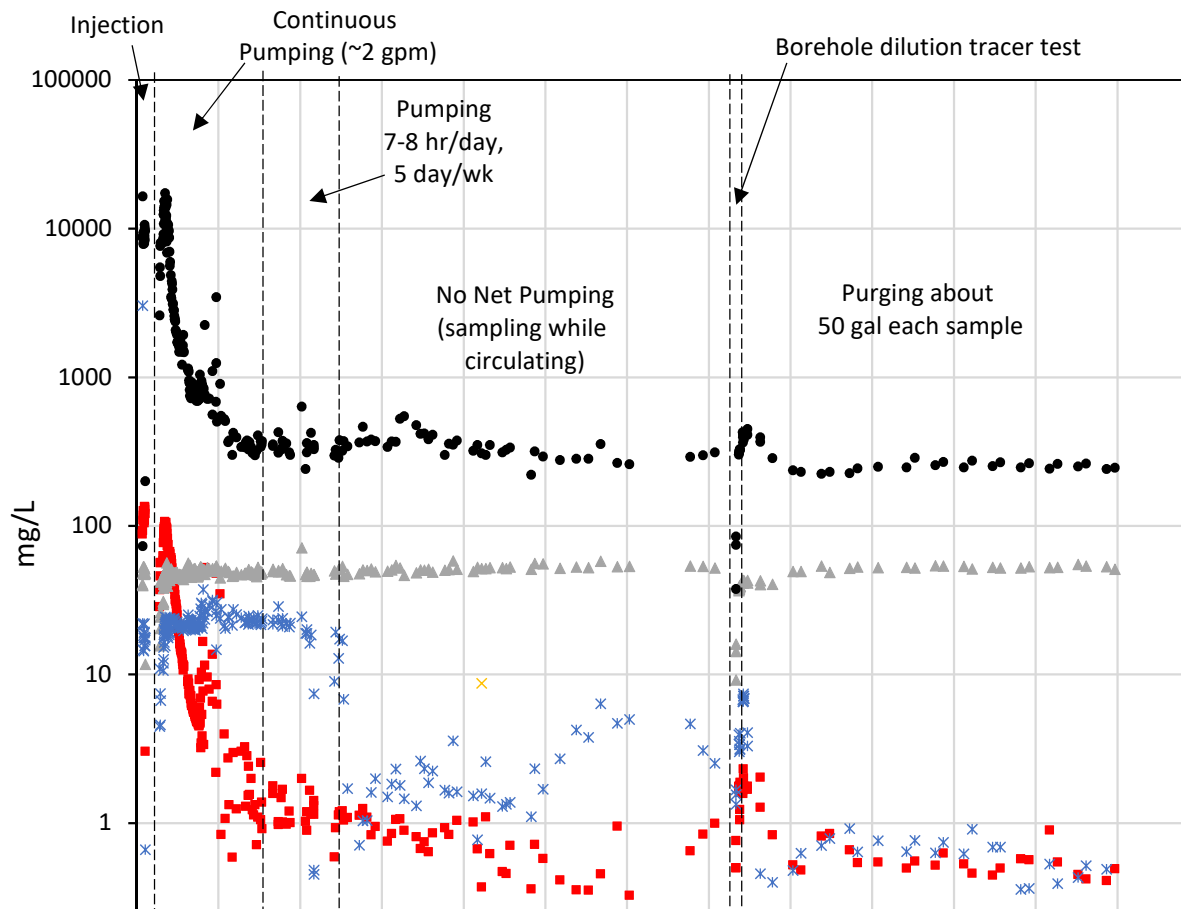 Injection
Continuous
Pumping (~2 gpm)
Borehole dilution tracer test
Pumping
7-8 hr/day,
5 day/wk
No Net Pumping
(sampling while
circulating)
Purging about
50 gal each sample
mg/L
100000
10000
1000
100
10
1